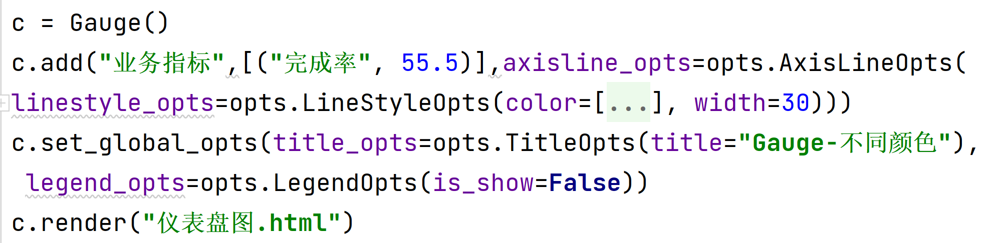 c = Gauge()
c.add("业务指标",[("完成率", 55.5)],axisline_opts=opts.AxisLineOpts(
linestyle_opts=opts.LineStyleOpts(color=[...], width=30)))
c.set_global_opts(title_opts=opts.TitleOpts(title="Gauge-不同颜色"),
legend_opts=opts.LegendOpts(is_show=False))
c.render("仪表盘图.html")